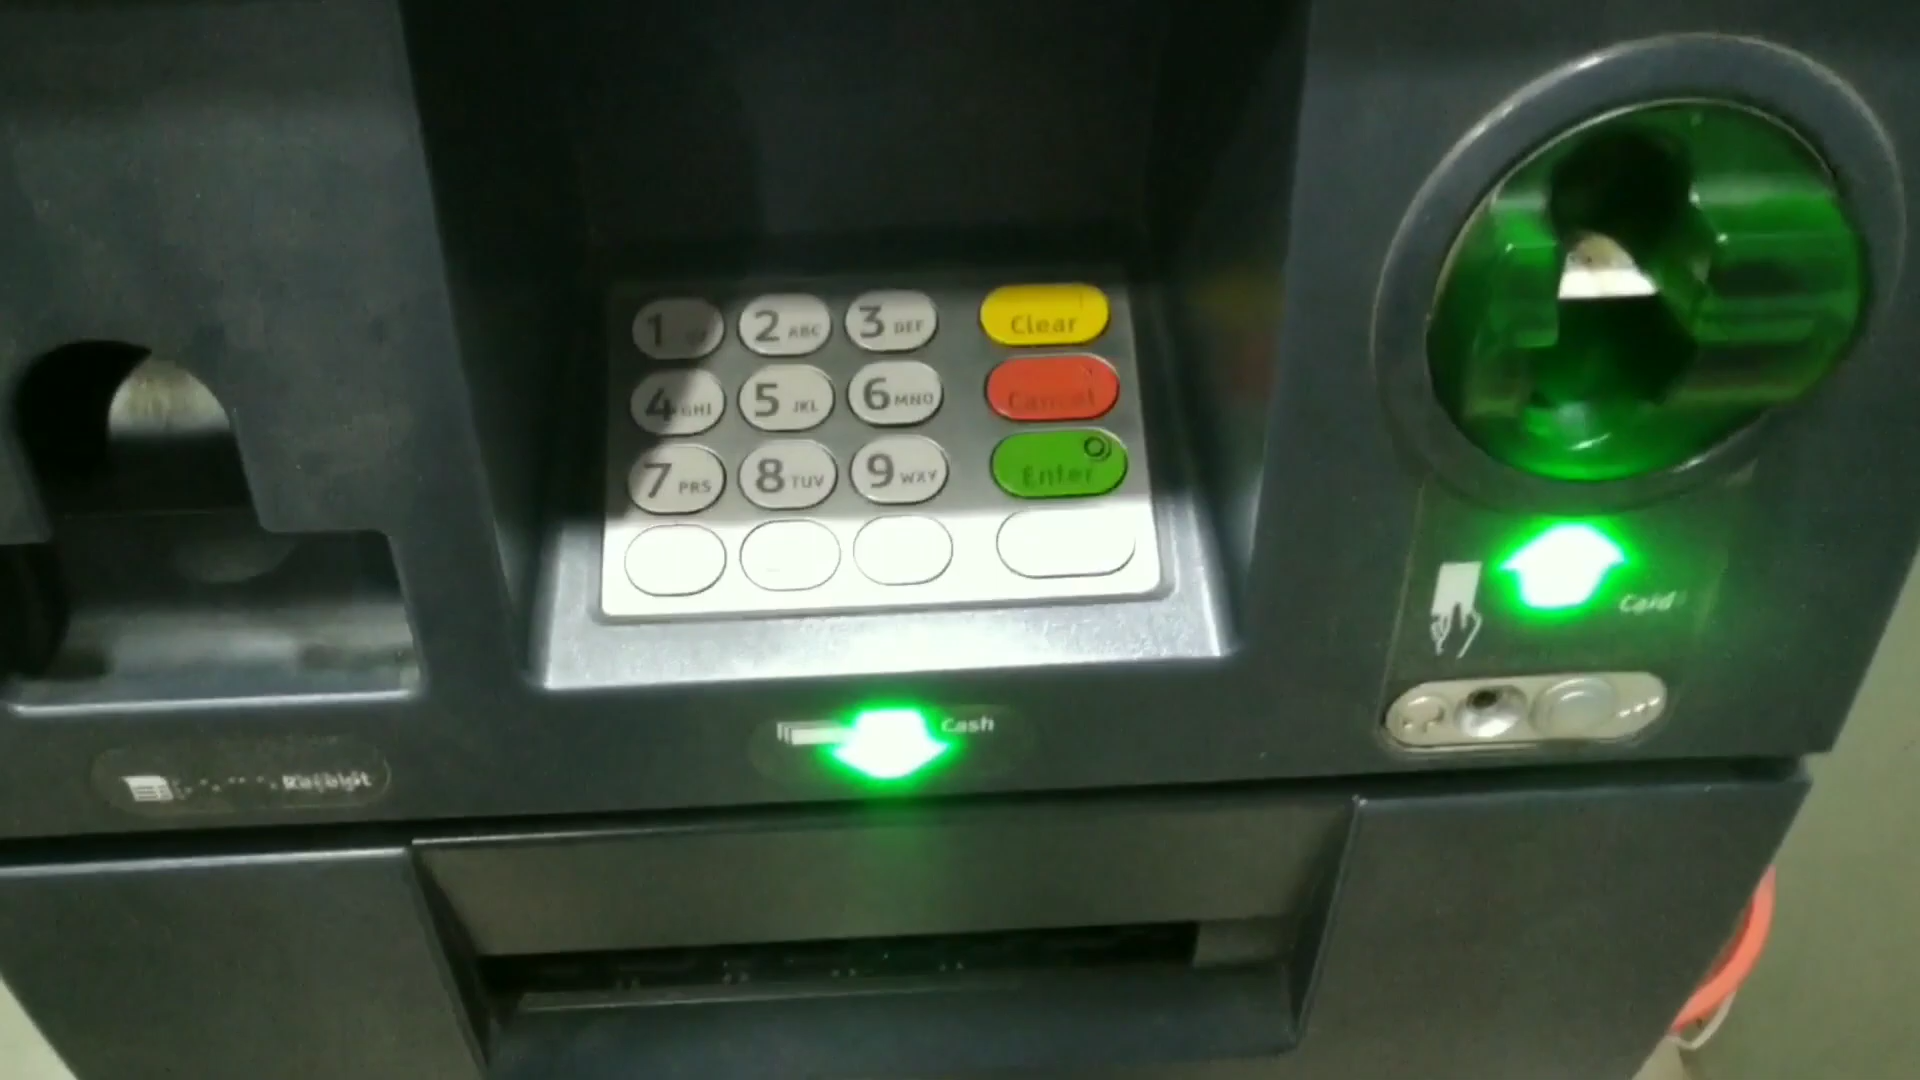 1
2 ABC
3 DEF
Clear
4 GHI
5 JKL
6 MNO
Cancel
7 PRS
8 TUV
9 WXY
Enter
Card
Cash
Receipt